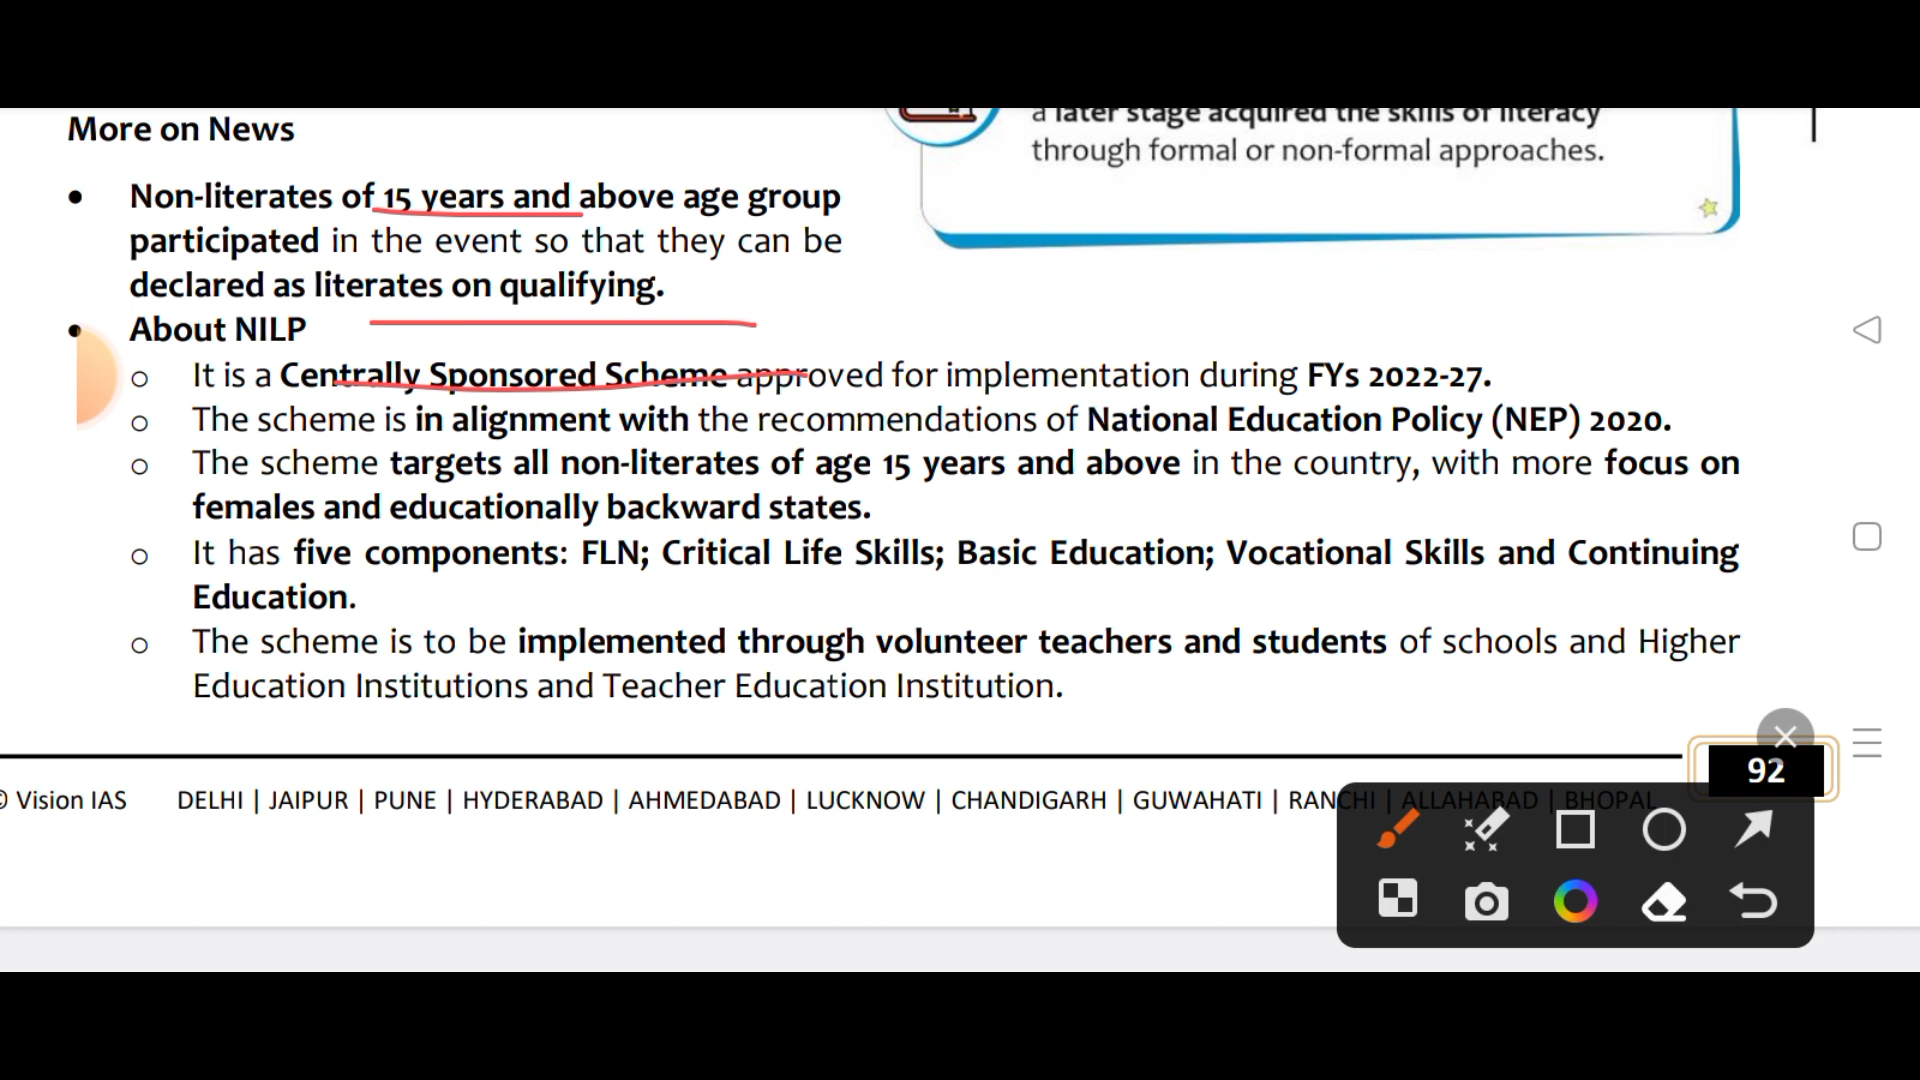 a later stage acquired the skills of literacy
through formal or non-formal approaches.
More on News
• Non-literates of 15 years and above age group
participated in the event so that they can be
declared as literates on qualifying.
• About NILP
o It is a Centrally Sponsored Scheme approved for implementation during FYs 2022-27.
o The scheme is in alignment with the recommendations of National Education Policy (NEP) 2020.
o The scheme targets all non-literates of age 15 years and above in the country, with more focus on
females and educationally backward states.
o It has five components: FLN; Critical Life Skills; Basic Education; Vocational Skills and Continuing
Education.
o The scheme is to be implemented through volunteer teachers and students of schools and Higher
Education Institutions and Teacher Education Institution.
92
© Vision IAS DELHI | JAIPUR | PUNE | HYDERABAD | AHMEDABAD | LUCKNOW | CHANDIGARH | GUWAHATI | RANCHI | ALLAHABAD | BHOPAL